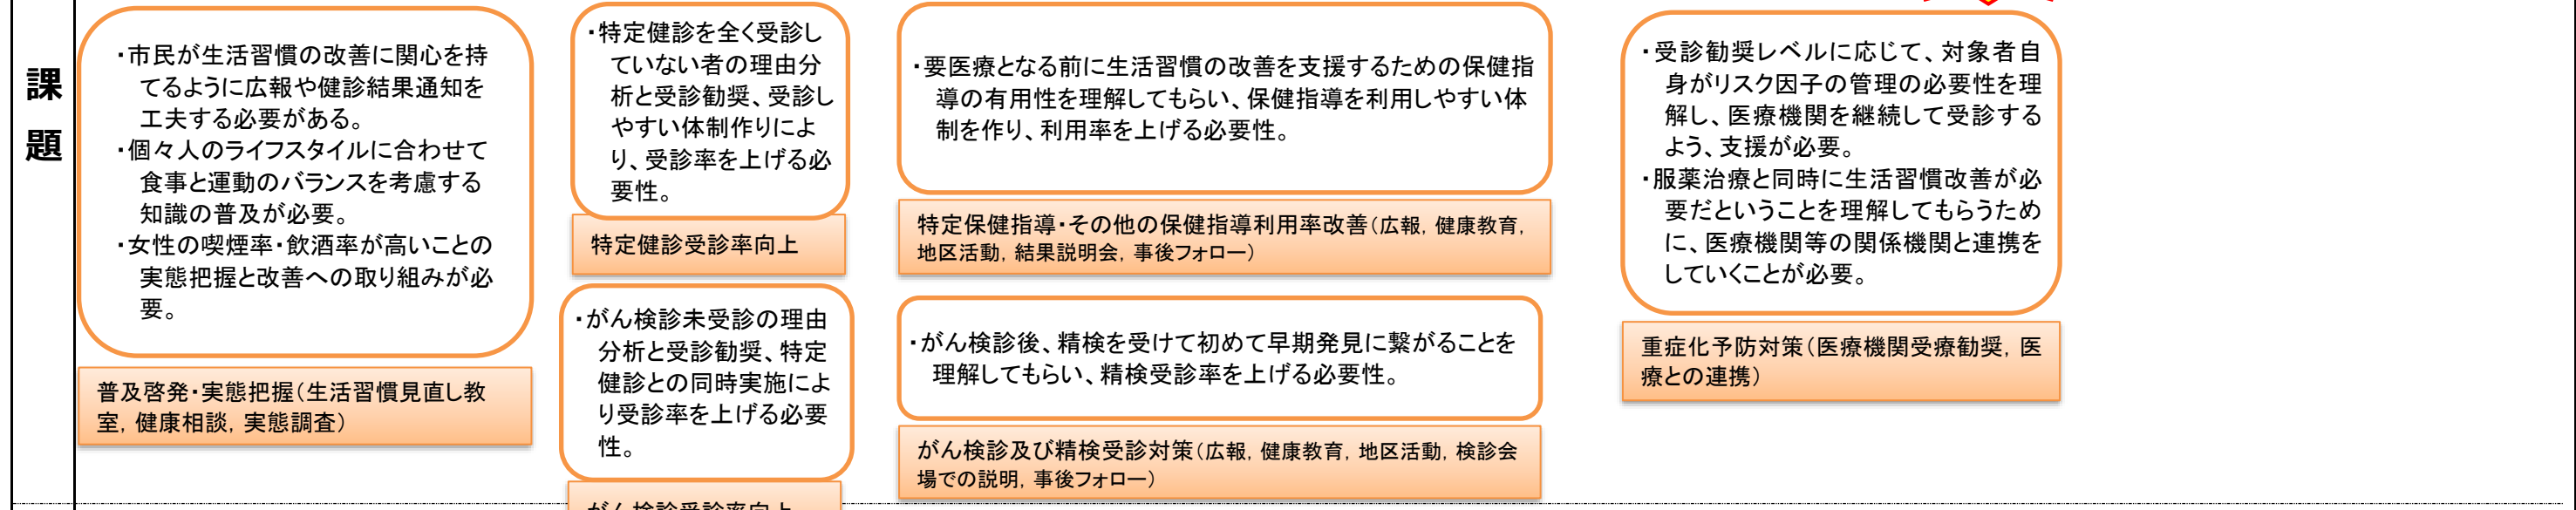 課
題
・市民が生活習慣の改善に関心を持
てるように広報や健診結果通知を
工夫する必要がある。
・個々人のライフスタイルに合わせて
食事と運動のバランスを考慮する
知識の普及が必要。
・女性の喫煙率・飲酒率が高いことの
実態把握と改善への取り組みが必
要。
普及啓発・実態把握（生活習慣見直し教
室，健康相談，実態調査）
・特定健診を全く受診し
ていない者の理由分
析と受診勧奨、受診し
やすい体制作りによ
り、受診率を上げる必
要性。
特定健診受診率向上
・がん検診未受診の理由
分析と受診勧奨、特定
健診との同時実施によ
り受診率を上げる必要
性。
がん検診受診率向上
・要医療となる前に生活習慣の改善を支援するための保健指
導の有用性を理解してもらい、保健指導を利用しやすい体
制を作り、利用率を上げる必要性。
特定保健指導・その他の保健指導利用率改善（広報，健康教育，
地区活動，結果説明会，事後フォロー）
・がん検診後、精検を受けて初めて早期発見に繋がることを
理解してもらい、精検受診率を上げる必要性。
がん検診及び精検受診対策（広報，健康教育，地区活動，検診会
場での説明，事後フォロー）
・受診勧奨レベルに応じて、対象者自
身がリスク因子の管理の必要性を理
解し、医療機関を継続して受診する
よう、支援が必要。
・服薬治療と同時に生活習慣改善が必
要だということを理解してもらうため
に、医療機関等の関係機関と連携を
していくことが必要。
重症化予防対策（医療機関受療勧奨，医
療との連携）